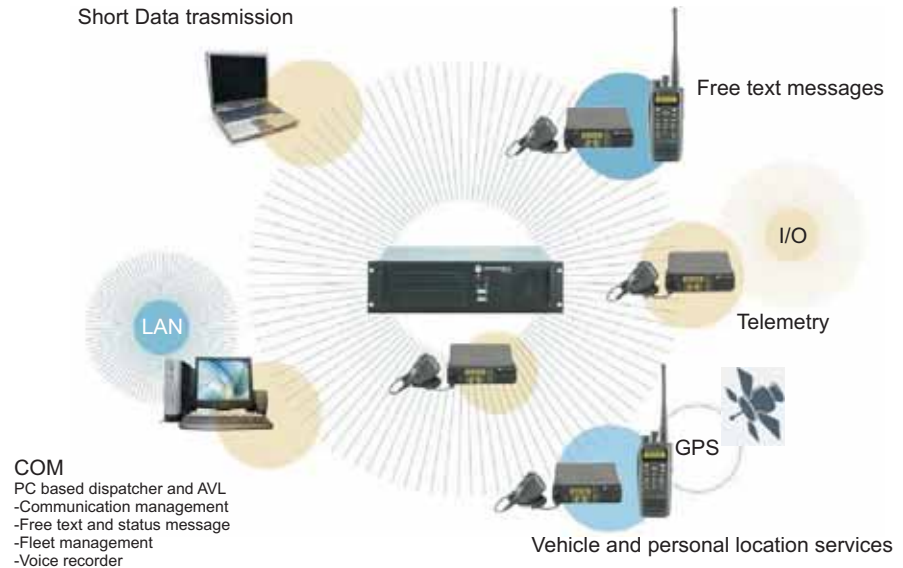 Short Data trasmission
Free text messages
I/O
Telemetry
LAN
GPS
COM
PC based dispatcher and AVL
-Communication management
-Free text and status message
-Fleet management
-Voice recorder
Vehicle and personal location services